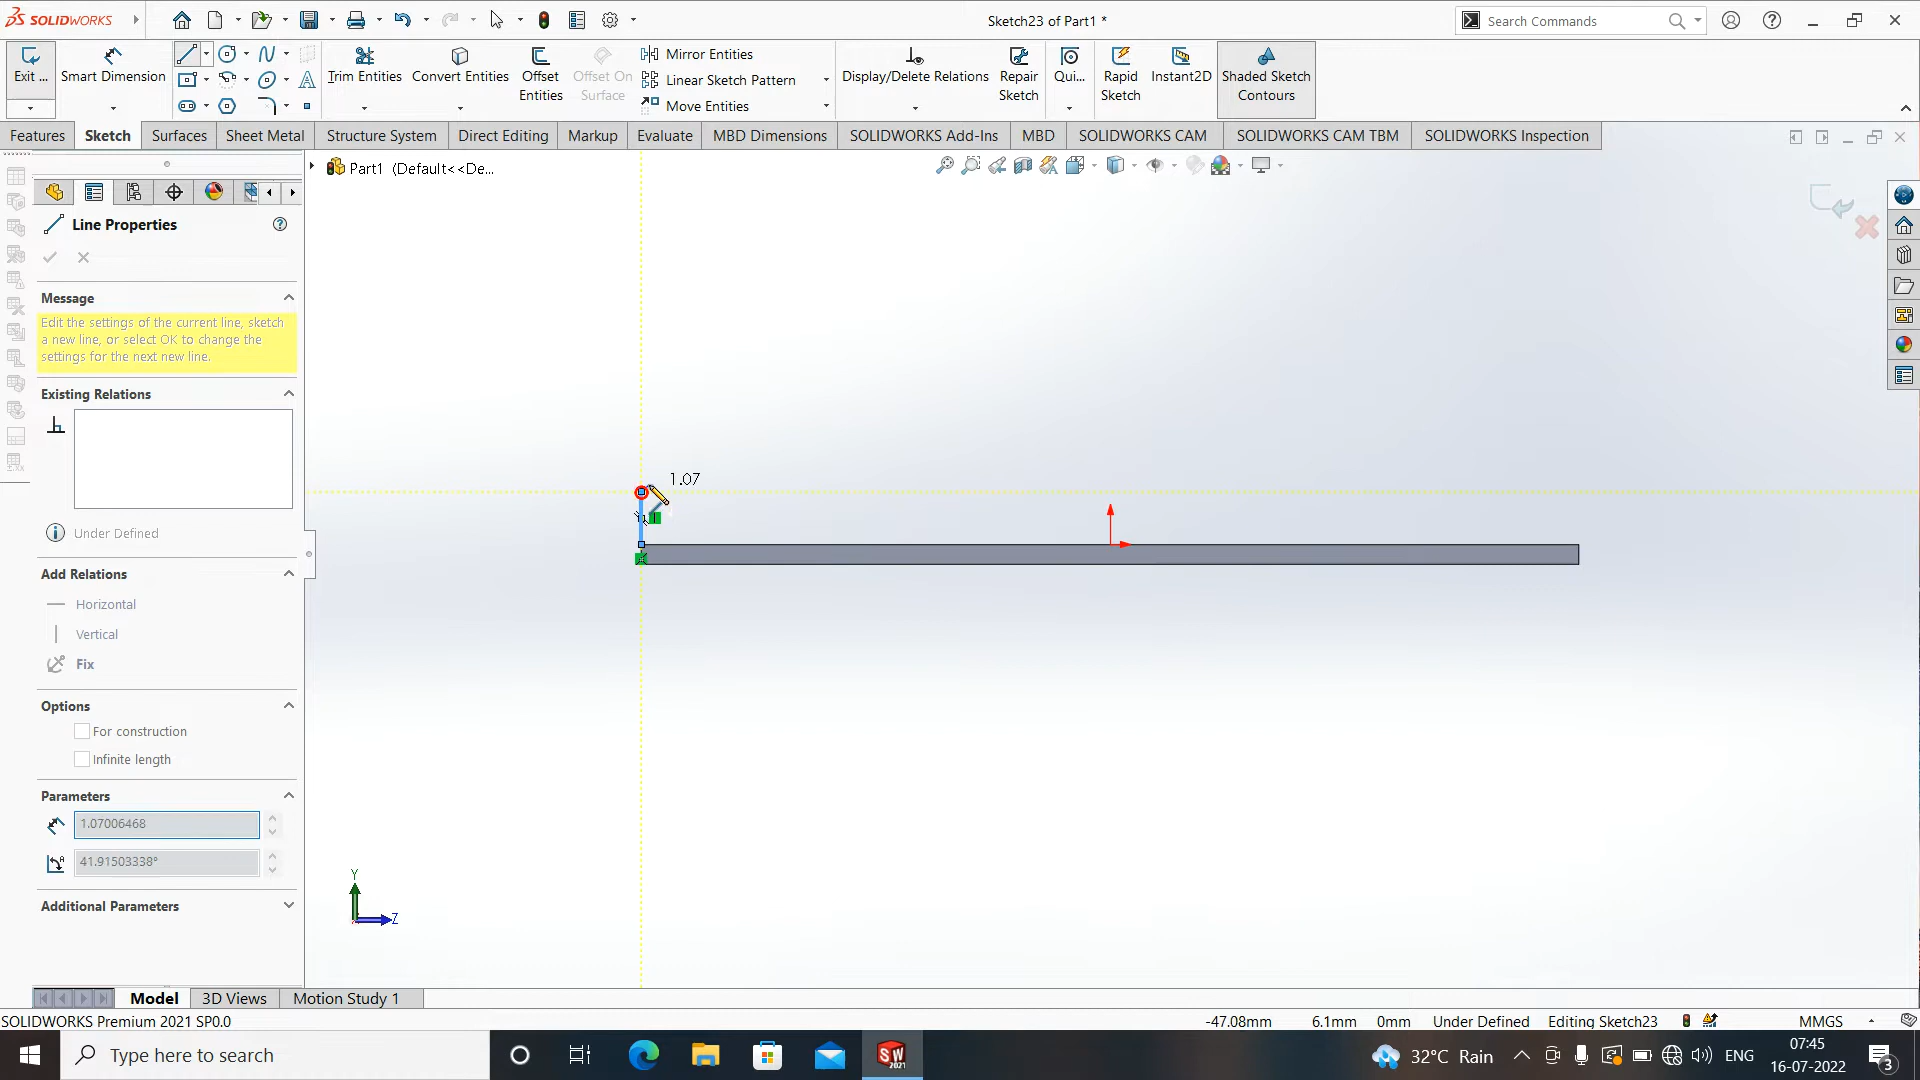 SOLIDWORKS
Sketch23 of Part1 *
Search Commands
Exit ...
Smart Dimension
Trim Entities
Convert Entities
Offset
Entities
Offset On
Surface
Mirror Entities
Linear Sketch Pattern
Move Entities
Display/Delete Relations
Repair
Sketch
Qui...
Rapid
Sketch
Instant2D
Shaded Sketch
Contours
Features
Sketch
Surfaces
Sheet Metal
Structure System
Direct Editing
Markup
Evaluate
MBD Dimensions
SOLIDWORKS Add-Ins
MBD
SOLIDWORKS CAM
SOLIDWORKS CAM TBM
SOLIDWORKS Inspection
Part1 (Default<<De...
Line Properties
Message
Edit the settings of the current line, sketch
a new line, or select OK to change the
settings for the next new line.
Existing Relations
Under Defined
Add Relations
Horizontal
Vertical
Fix
Options
For construction
Infinite length
Parameters
1.07006468
41.91503338°
Additional Parameters
1.07
Y
Z
Model
3D Views
Motion Study 1
SOLIDWORKS Premium 2021 SP0.0
-47.08mm
6.1mm
0mm
Under Defined
Editing Sketch23
MMGS
Type here to search
SW
2021
32°C Rain
ENG
07:45
16-07-2022
3